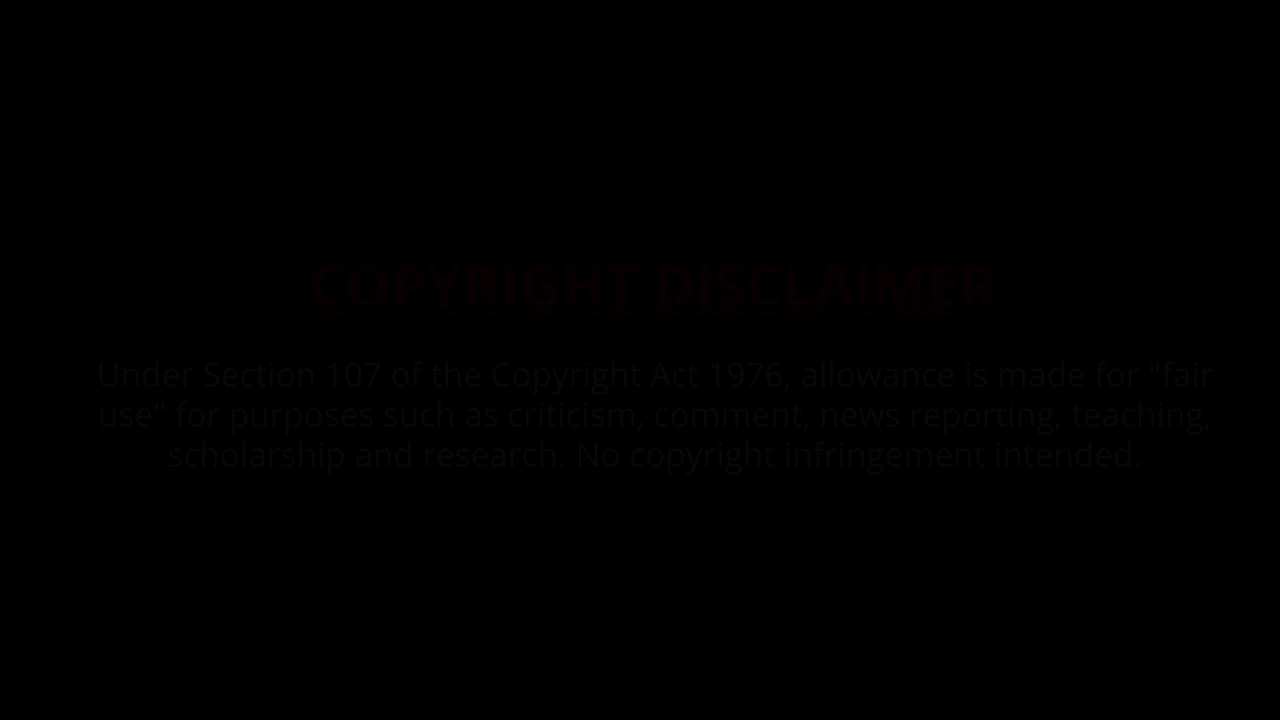 COPYRIGHT DISCLAIMER
Under Section 107 of the Copyright Act 1976, allowance is made for "fair
use" for purposes such as criticism, comment, news reporting, teaching,
scholarship and research. No copyright infringement intended.